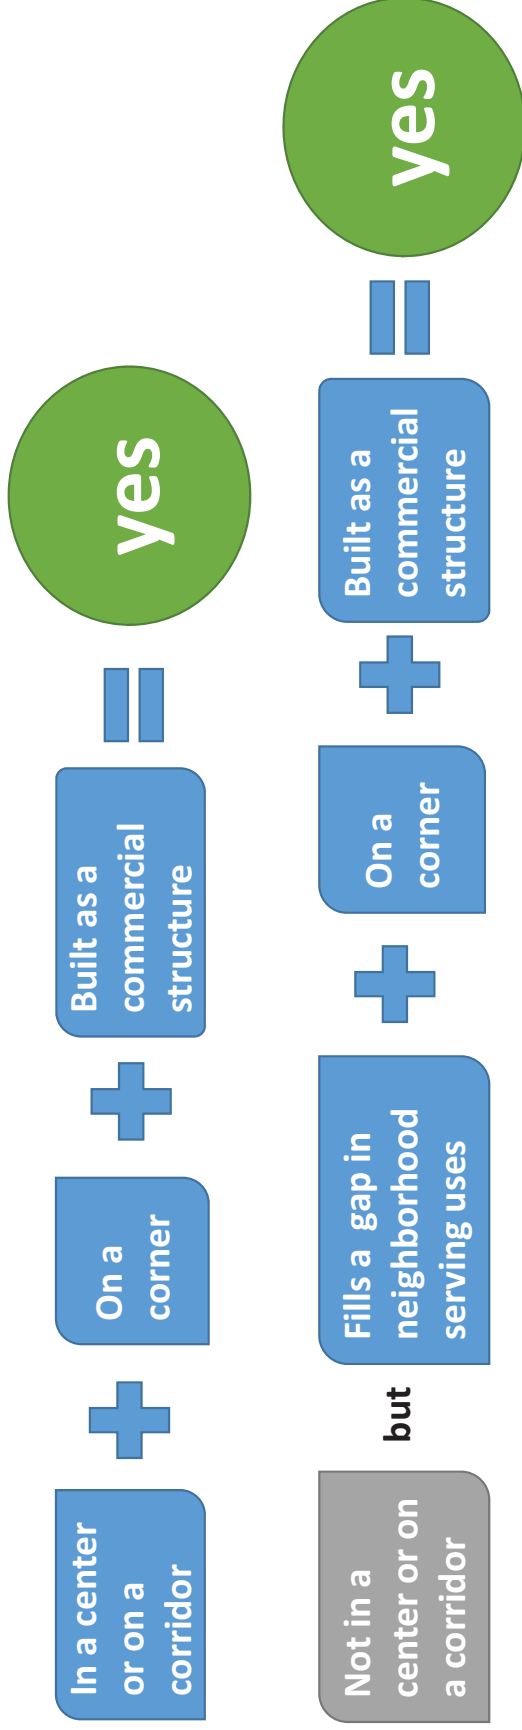 In a center
or on a
corridor
On a
corner
Built as a
commercial
structure
yes
Not in a
center or on
a corridor
but
Fills a gap in
neighborhood
serving uses
On a
corner
Built as a
commercial
structure
yes